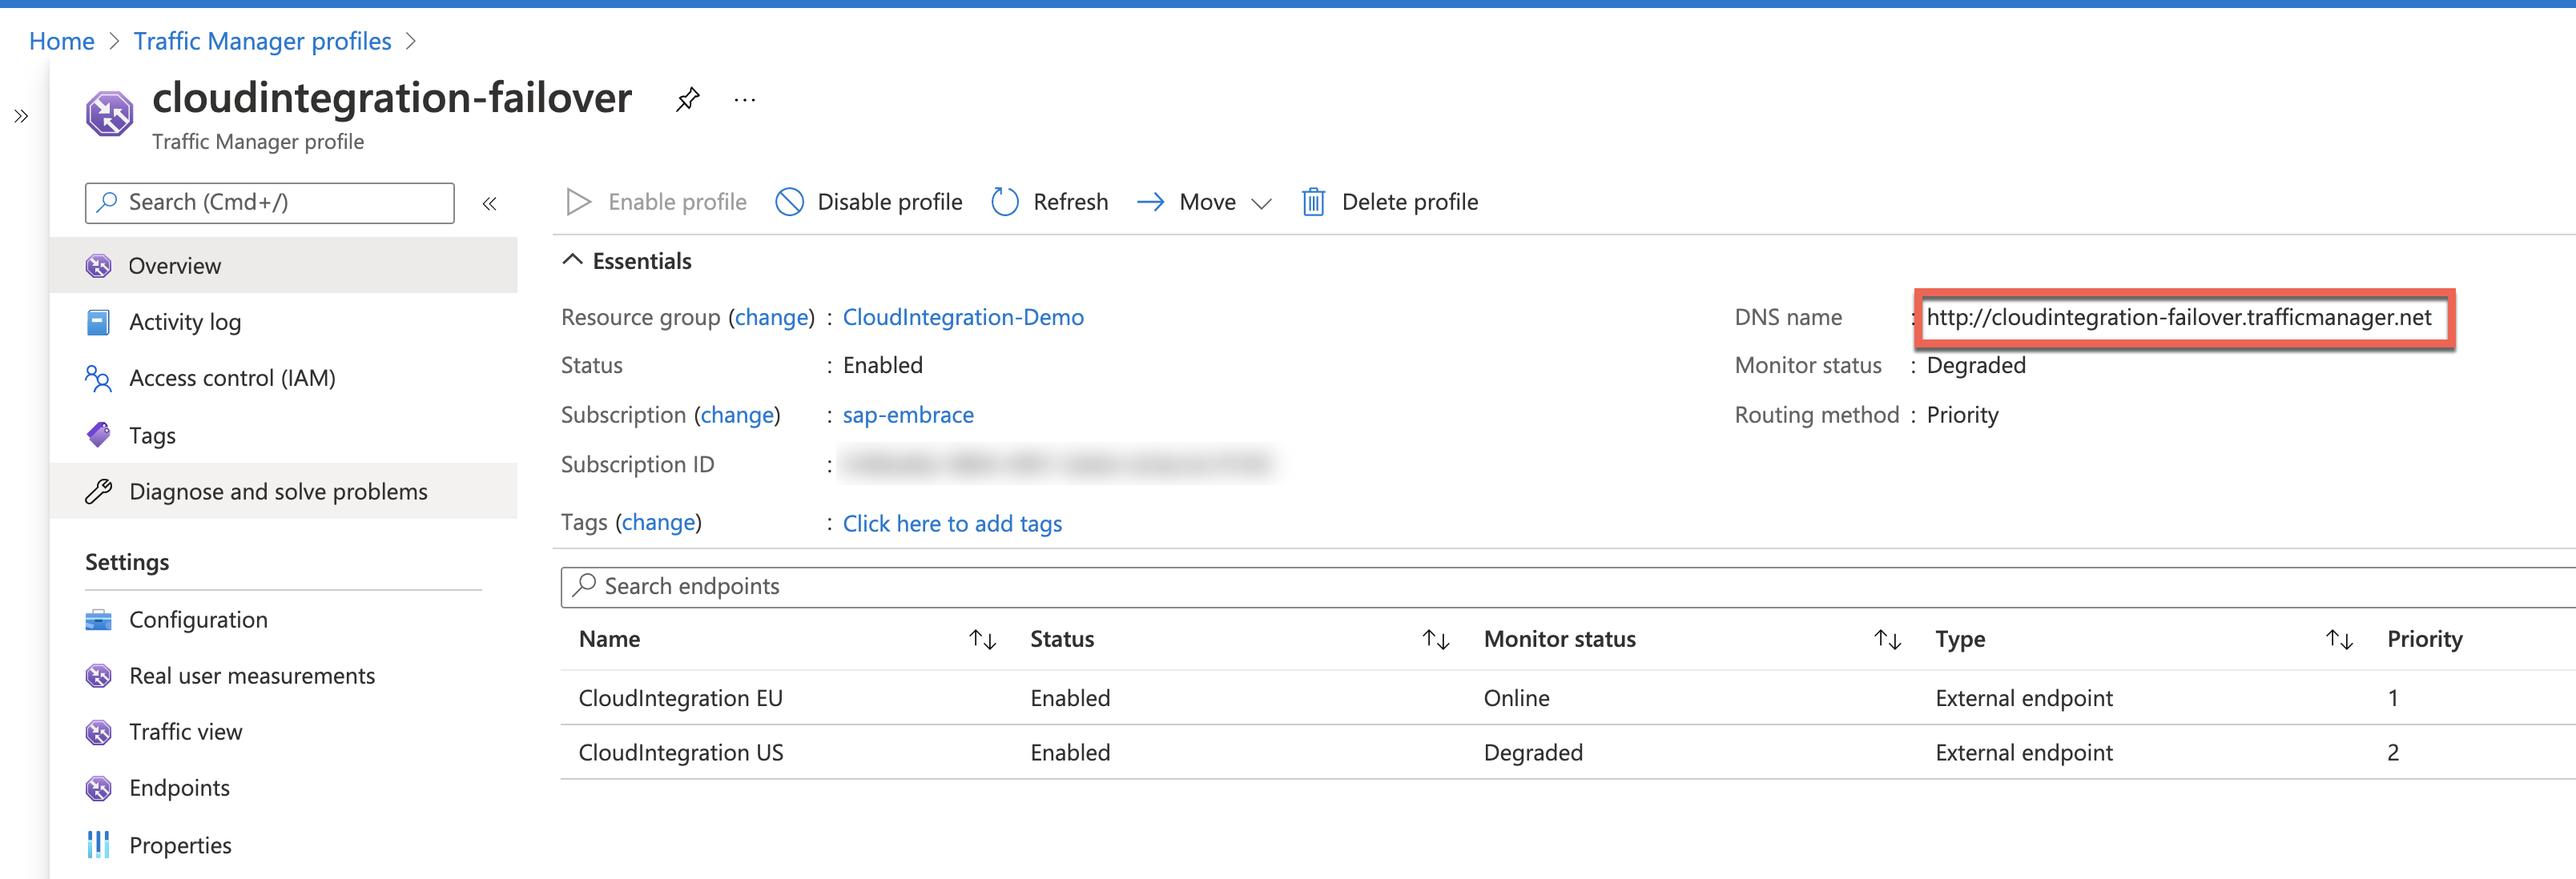 Home > Traffic Manager profiles >
cloudintegration-failover ...
Traffic Manager profile
Search (Cmd+/)
Enable profile Disable profile Refresh Move Delete profile
Overview
Activity log
Access control (IAM)
Tags
Diagnose and solve problems
Settings
Configuration
Real user measurements
Traffic view
Endpoints
Properties
Essentials
Resource group (change) : CloudIntegration-Demo
Status : Enabled
Subscription (change) : sap-embrace
Subscription ID :
Tags (change) : Click here to add tags
DNS name : http://cloudintegration-failover.trafficmanager.net
Monitor status : Degraded
Routing method : Priority
Search endpoints
Name Status Monitor status Type Priority
CloudIntegration EU Enabled Online External endpoint 1
CloudIntegration US Enabled Degraded External endpoint 2